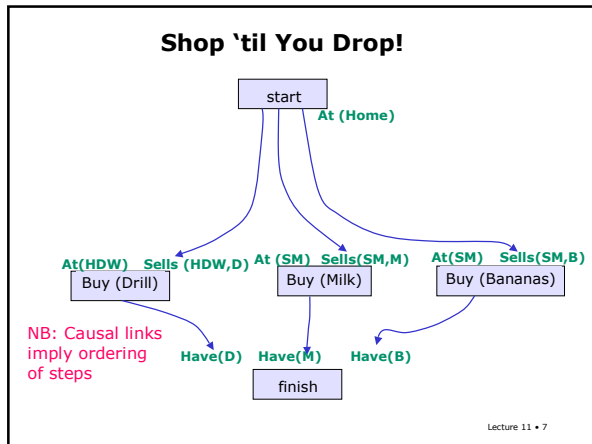 Shop ‘til You Drop!
start
At (Home)
At(HDW) Sells (HDW,D) At (SM) Sells(SM,M) At(SM) Sells(SM,B)
Buy (Drill) Buy (Milk) Buy (Bananas)
NB: Causal links
imply ordering
of steps
Have(D) Have(M) Have(B)
finish
Lecture 11 • 7